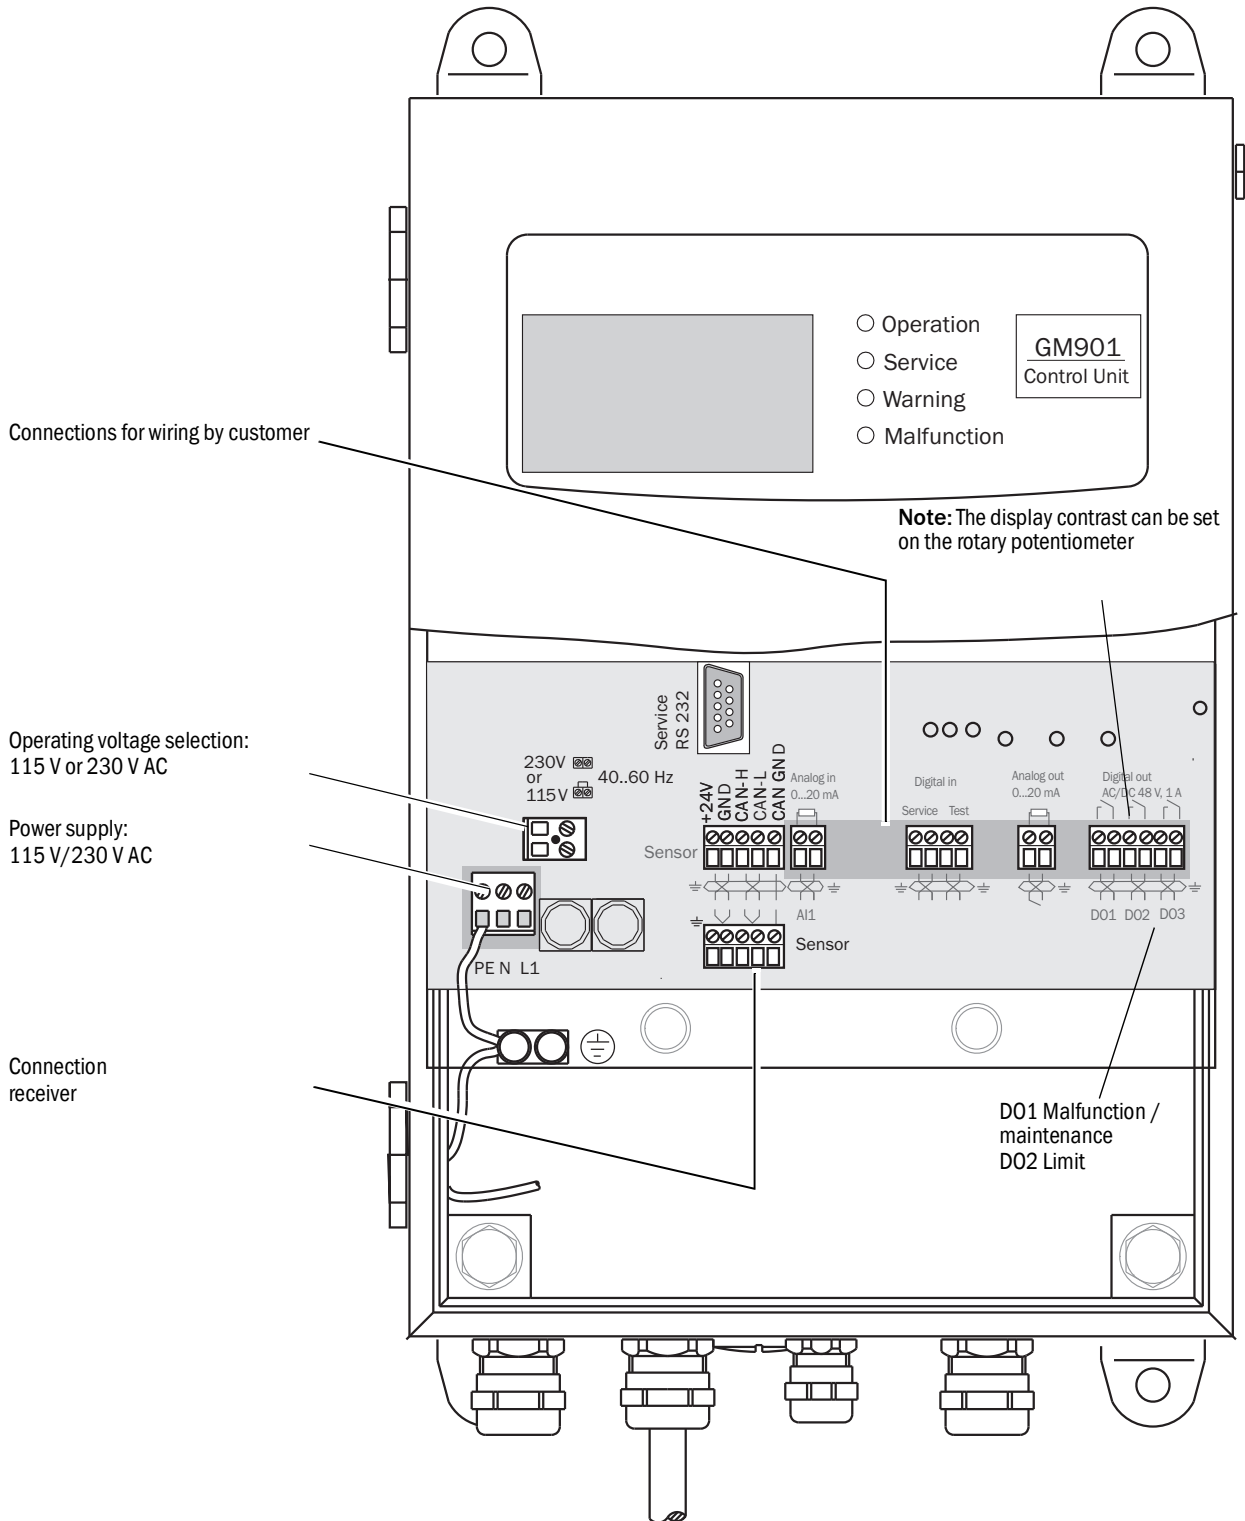 Operation
Service
Warning
Malfunction
GM901
Control Unit
Connections for wiring by customer
Note: The display contrast can be set
on the rotary potentiometer
Operating voltage selection:
115 V or 230 V AC
Power supply:
115 V/230 V AC
Service
RS 232
230V
or
115V
40..60 Hz
+24V
GND
CAN-H
CAN-L
CAN GND
Analog in
0...20 mA
Digital in
Service Test
Analog out
0...20 mA
Digital out
AC/DC 48 V, 1 A
Sensor
AI1
DO1 DO2 DO3
Sensor
PE N L1
Connection
receiver
DO1 Malfunction /
maintenance
DO2 Limit